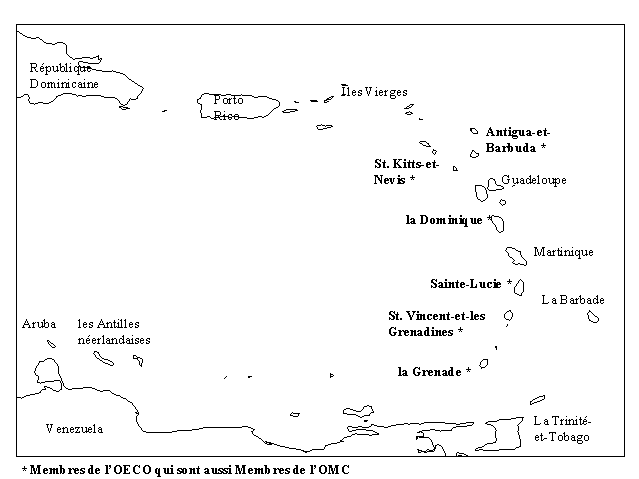 République
Dominicaine
Porto
Rico
Îles Vierges
Antigua-et-
Barbuda *
St. Kitts-et-
Nevis *
Guadeloupe
la Dominique *
Martinique
Sainte-Lucie *
La Barbade
St. Vincent-et-les
Grenadines *
Aruba
les Antilles
néerlandaises
la Grenade *
Venezuela
La Trinité-
et-Tobago
* Membres de l'OECO qui sont aussi Membres de l'OMC